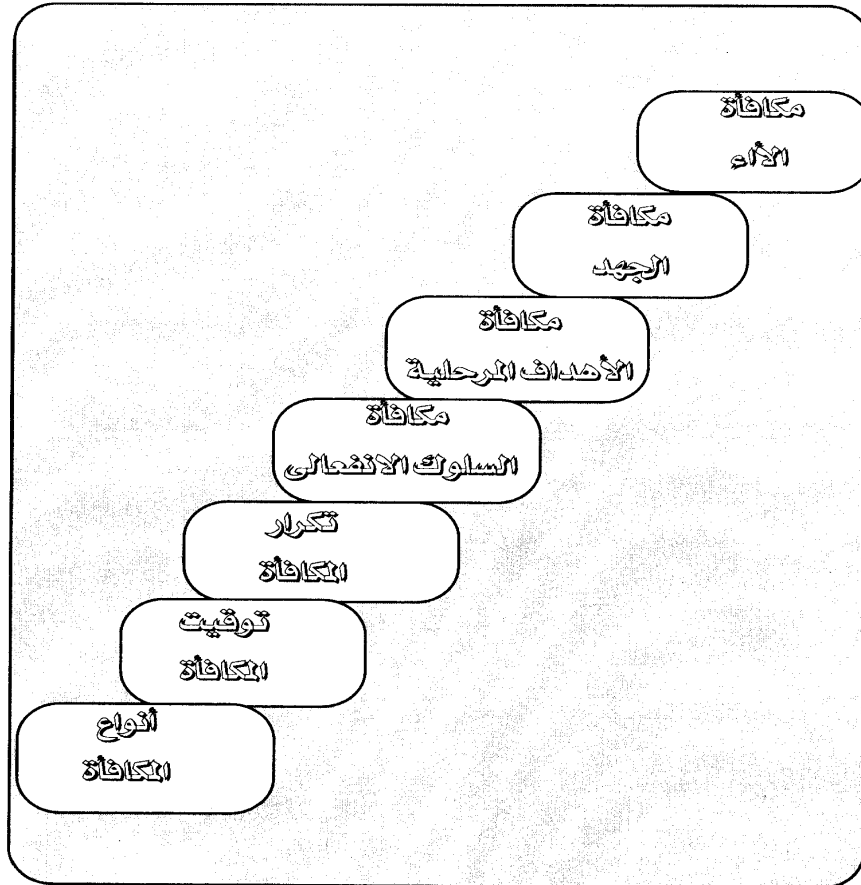 مكافأة
الأاء
مكافأة
الجهد
مكافأة
الأهداف المرحلية
مكافأة
السلوك الانفعالى
تكرار
المكافأة
توقيت
المكافأة
أنواع
المكافأة